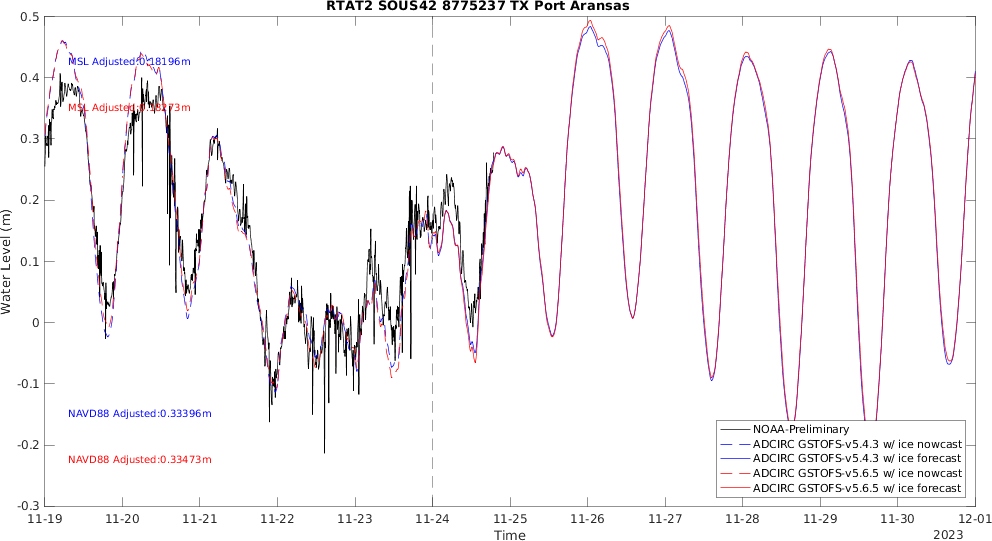 RTAT2 SOUS42 8775237 TX Port Aransas
0.5
0.4
0.3
0.2
0.1
0
-0.1
-0.2
-0.3
Water Level (m)
MSL Adjusted:0.18196m
MSL Adjusted:0.18273m
NAVD88 Adjusted:0.33396m
NAVD88 Adjusted:0.33473m
NOAA-Preliminary
ADCIRC GSTOFS-v5.4.3 w/ ice nowcast
ADCIRC GSTOFS-v5.4.3 w/ ice forecast
ADCIRC GSTOFS-v5.6.5 w/ ice nowcast
ADCIRC GSTOFS-v5.6.5 w/ ice forecast
11-19 11-20 11-21 11-22 11-23 11-24 11-25 11-26 11-27 11-28 11-29 11-30 12-01
Time
2023